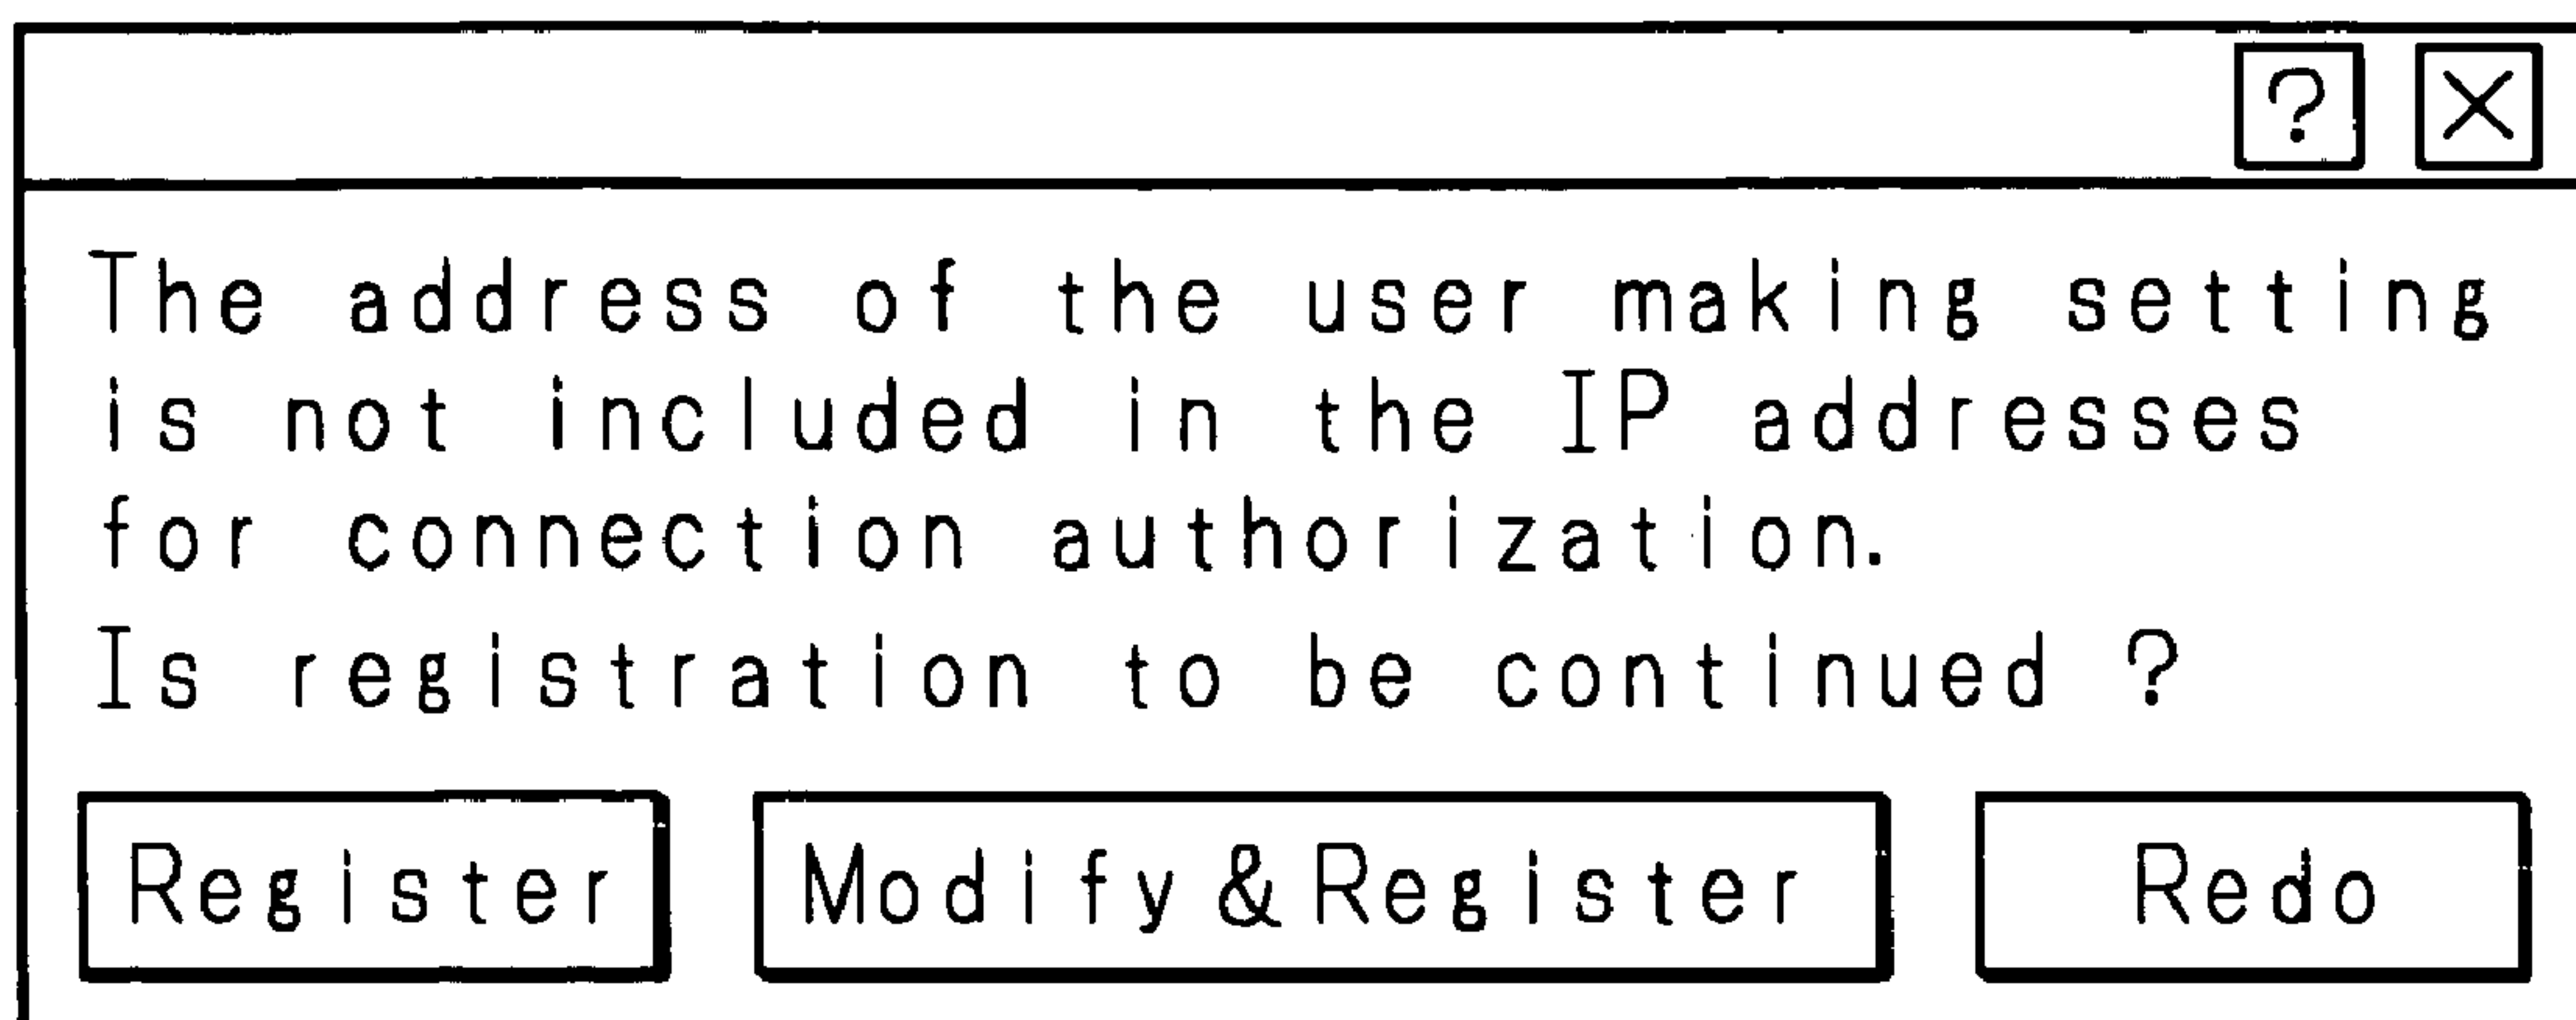 ? ×
The address of the user making setting
is not included in the IP addresses
for connection authorization.
Is registration to be continued ?
Register Modify&Register Redo